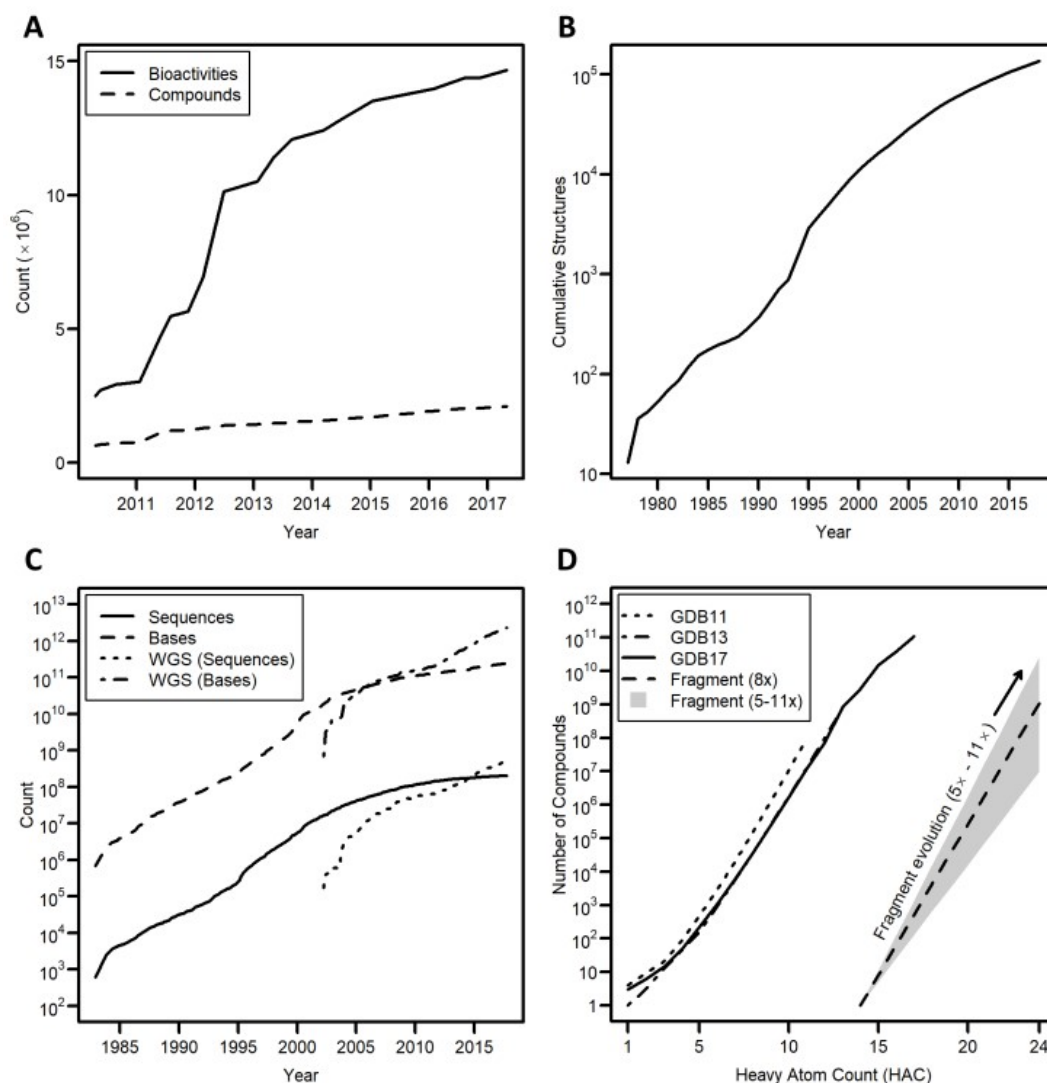 A
15
10
5
0
Count ( × 10⁶)
Bioactivities
Compounds
2011 2012 2013 2014 2015 2016 2017
Year
B
10⁵
10⁴
10³
10²
10
Cumulative Structures
1980 1985 1990 1995 2000 2005 2010 2015
Year
C
10¹³
10¹²
10¹¹
10¹⁰
10⁹
10⁸
10⁷
10⁶
10⁵
10⁴
10³
10²
Count
Sequences
Bases
WGS (Sequences)
WGS (Bases)
1985 1990 1995 2000 2005 2010 2015
Year
D
10¹²
10¹¹
10¹⁰
10⁹
10⁸
10⁷
10⁶
10⁵
10⁴
10³
10²
10
1
Number of Compounds
GDB11
GDB13
GDB17
Fragment (8x)
Fragment (5-11x)
Fragment evolution (5× - 11×)
1 5 10 15 20 24
Heavy Atom Count (HAC)